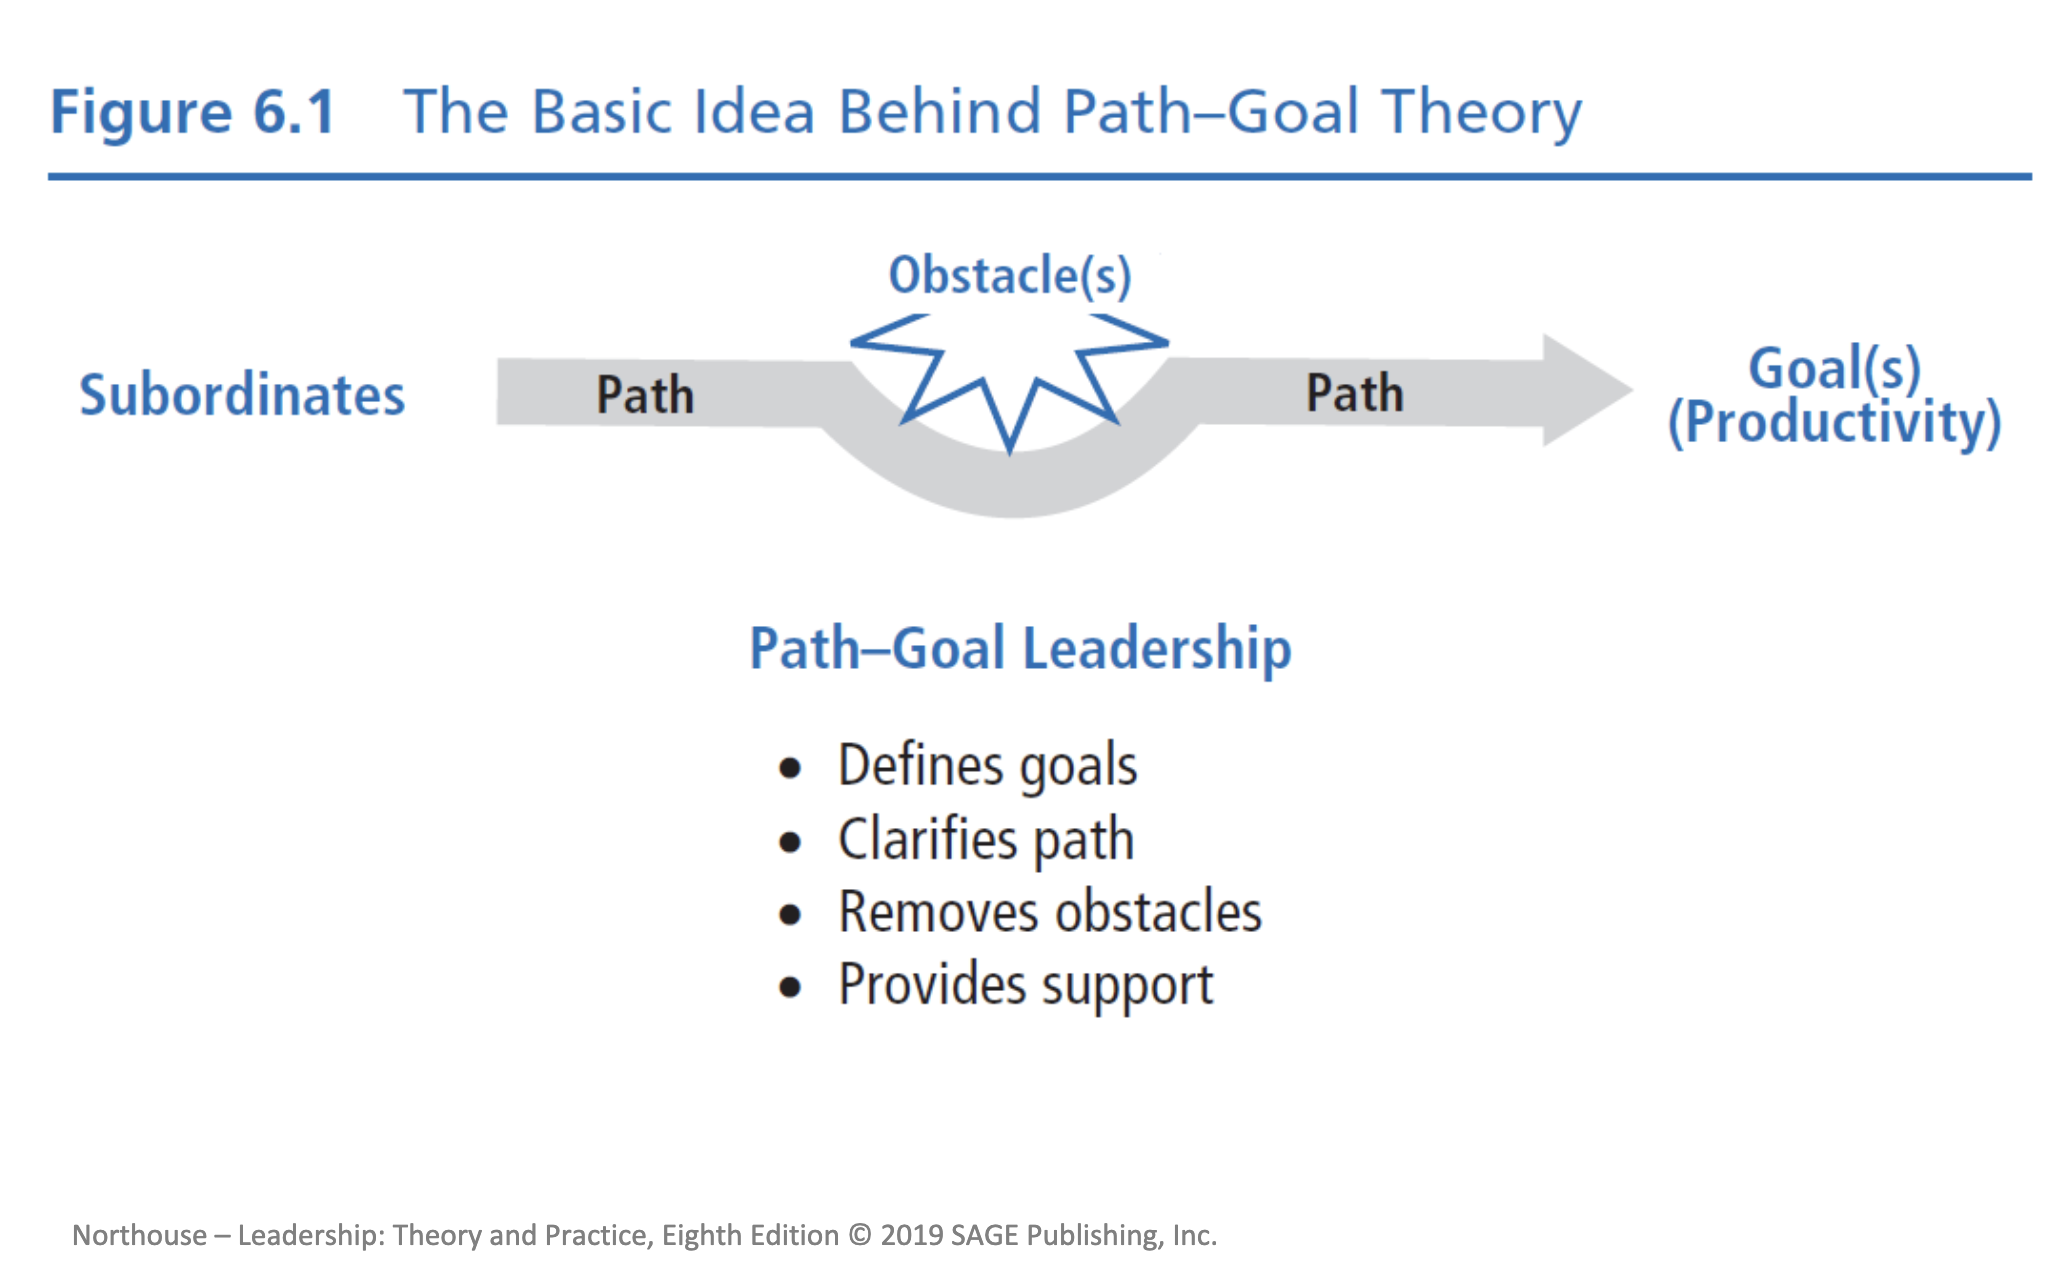 Figure 6.1 The Basic Idea Behind Path–Goal Theory
Obstacle(s)
Subordinates
Path
Path
Goal(s)
(Productivity)
Path–Goal Leadership
• Defines goals
• Clarifies path
• Removes obstacles
• Provides support
Northouse – Leadership: Theory and Practice, Eighth Edition © 2019 SAGE Publishing, Inc.